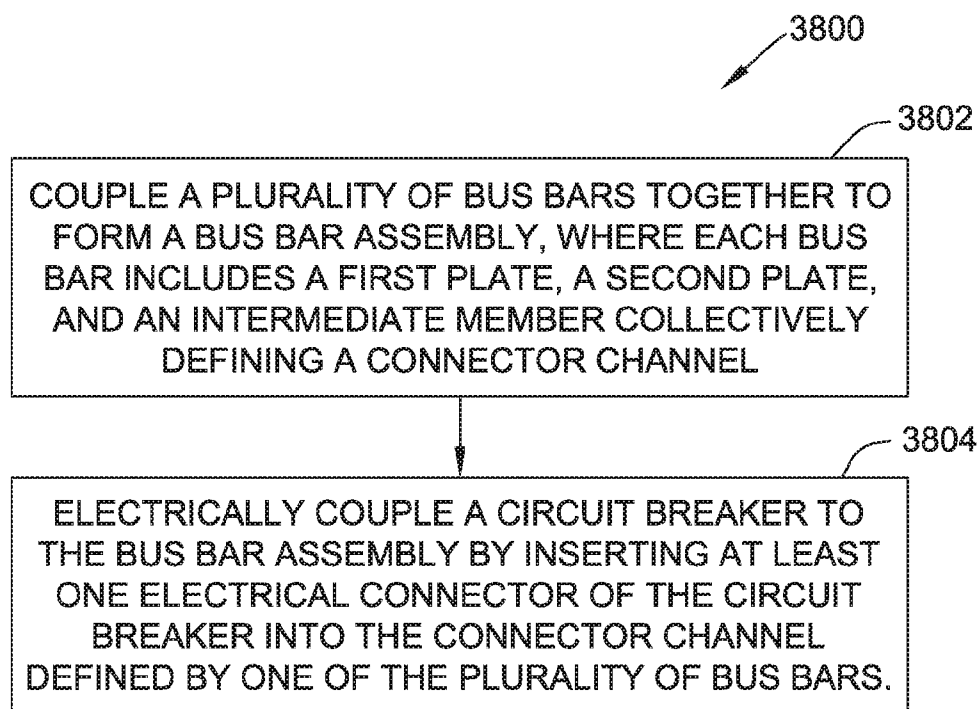 3800
3802
COUPLE A PLURALITY OF BUS BARS TOGETHER TO
FORM A BUS BAR ASSEMBLY, WHERE EACH BUS
BAR INCLUDES A FIRST PLATE, A SECOND PLATE,
AND AN INTERMEDIATE MEMBER COLLECTIVELY
DEFINING A CONNECTOR CHANNEL
3804
ELECTRICALLY COUPLE A CIRCUIT BREAKER TO
THE BUS BAR ASSEMBLY BY INSERTING AT LEAST
ONE ELECTRICAL CONNECTOR OF THE CIRCUIT
BREAKER INTO THE CONNECTOR CHANNEL
DEFINED BY ONE OF THE PLURALITY OF BUS BARS.